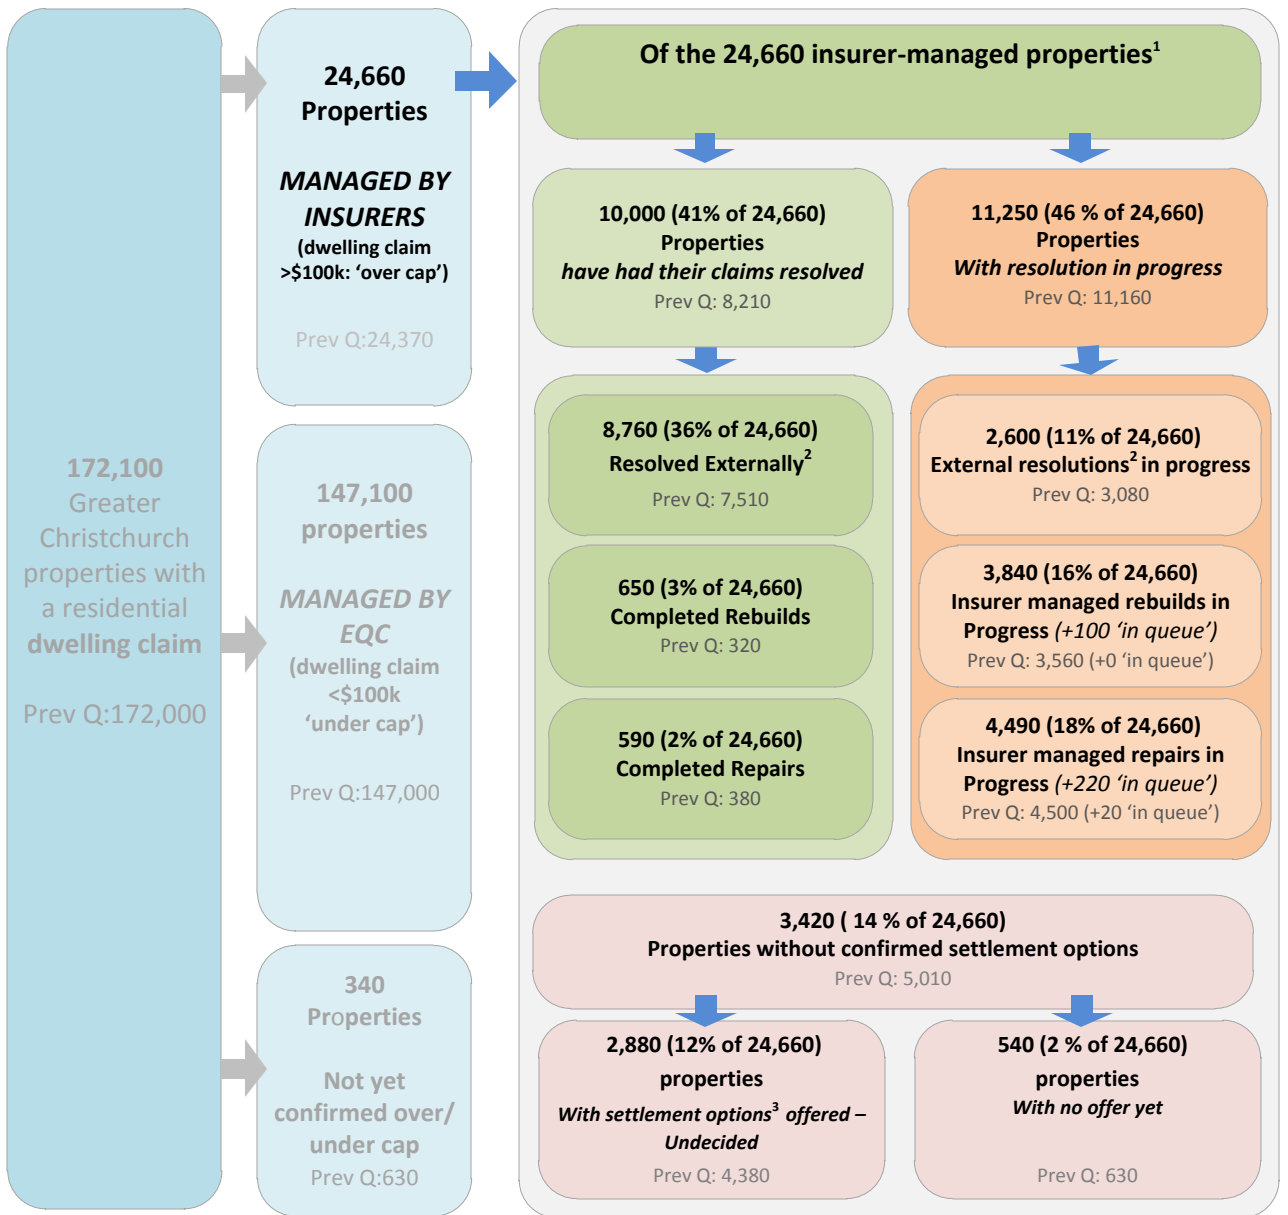 172,100
Greater
Christchurch
properties with
a residential
dwelling claim
Prev Q:172,000
24,660
Properties
MANAGED BY
INSURERS
(dwelling claim
>$100k: ‘over cap’)
Prev Q:24,370
147,100
properties
MANAGED BY
EQC
(dwelling claim
<$100k
‘under cap’)
Prev Q:147,000
340
Properties
Not yet
confirmed over/
under cap
Prev Q:630
Of the 24,660 insurer-managed properties1
10,000 (41% of 24,660)
Properties
have had their claims resolved
Prev Q: 8,210
8,760 (36% of 24,660)
Resolved Externally2
Prev Q: 7,510
650 (3% of 24,660)
Completed Rebuilds
Prev Q: 320
590 (2% of 24,660)
Completed Repairs
Prev Q: 380
11,250 (46 % of 24,660)
Properties
With resolution in progress
Prev Q: 11,160
2,600 (11% of 24,660)
External resolutions2 in progress
Prev Q: 3,080
3,840 (16% of 24,660)
Insurer managed rebuilds in
Progress (+100 ‘in queue’)
Prev Q: 3,560 (+0 ‘in queue’)
4,490 (18% of 24,660)
Insurer managed repairs in
Progress (+220 ‘in queue’)
Prev Q: 4,500 (+20 ‘in queue’)
3,420 ( 14 % of 24,660)
Properties without confirmed settlement options
Prev Q: 5,010
2,880 (12% of 24,660)
properties
With settlement options3 offered –
Undecided
Prev Q: 4,380
540 (2 % of 24,660)
properties
With no offer yet
Prev Q: 630